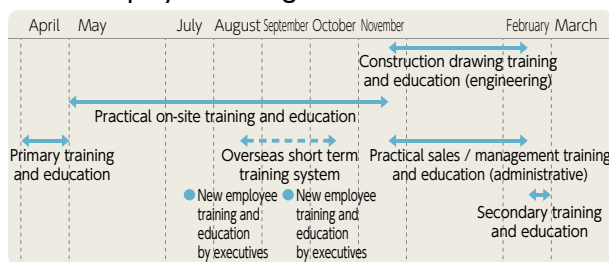 April May July August September October November February March
Construction drawing training
and education (engineering)
Practical on-site training and education
Primary training
and education
Overseas short term
training system
Practical sales / management training
and education (administrative)
New employee
training and
education
by executives
New employee
training and
education
by executives
Secondary training
and education